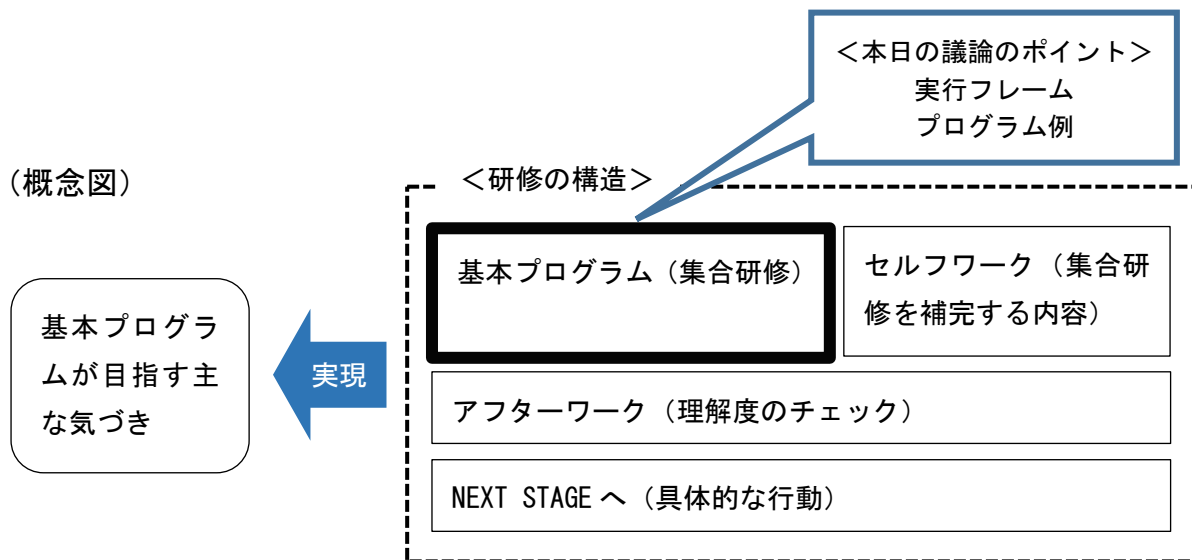 ＜本日の議論のポイント＞
実行フレーム
プログラム例
（概念図）
＜研修の構造＞
基本プログラム（集合研修）
セルフワーク（集合研
修を補完する内容）
基本プログラ
ムが目指す主
な気づき
実現
アフターワーク（理解度のチェック）
NEXT STAGE へ（具体的な行動）